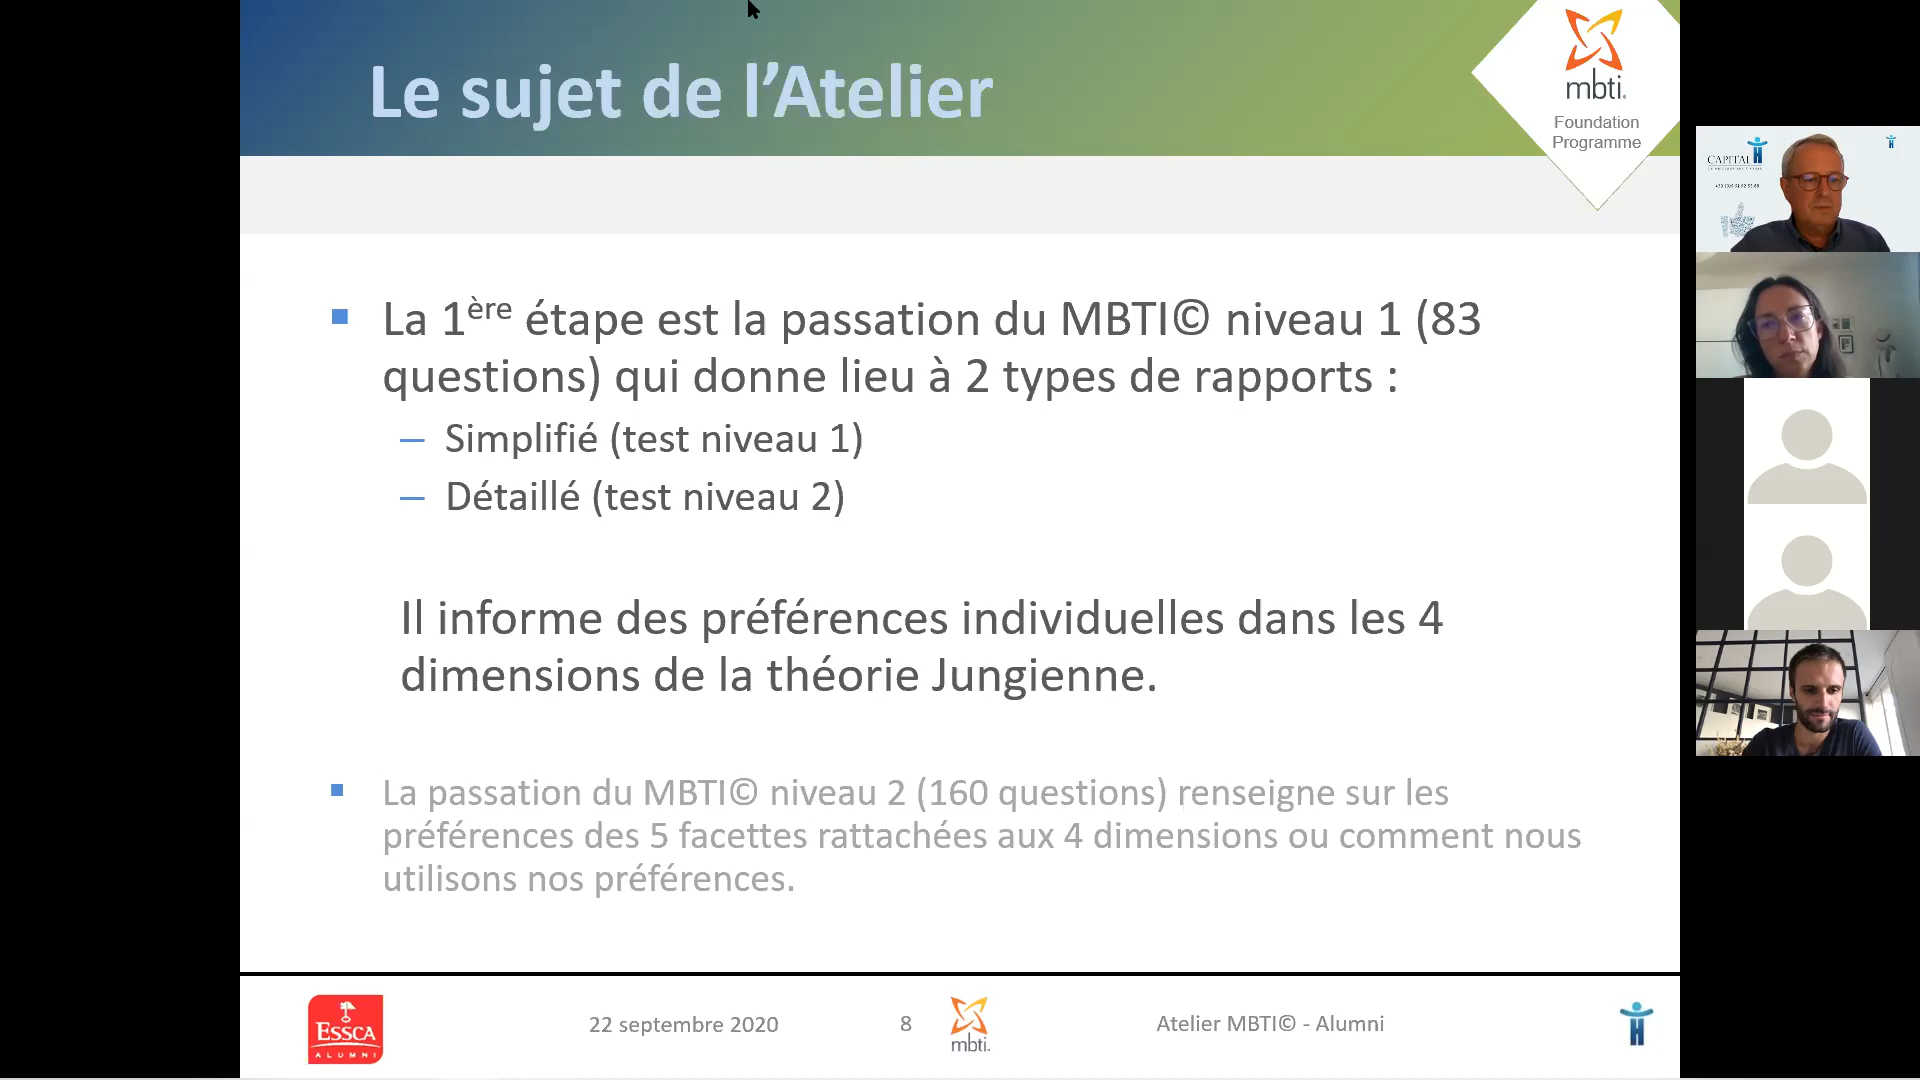 Le sujet de l’Atelier
mbti.
Foundation
Programme
La 1ère étape est la passation du MBTI© niveau 1 (83
questions) qui donne lieu à 2 types de rapports :
– Simplifié (test niveau 1)
– Détaillé (test niveau 2)
Il informe des préférences individuelles dans les 4
dimensions de la théorie Jungienne.
La passation du MBTI© niveau 2 (160 questions) renseigne sur les
préférences des 5 facettes rattachées aux 4 dimensions ou comment nous
utilisons nos préférences.
ESSCA
ALUMNI
22 septembre 2020
8
mbti.
Atelier MBTI© - Alumni
CAPITAL H